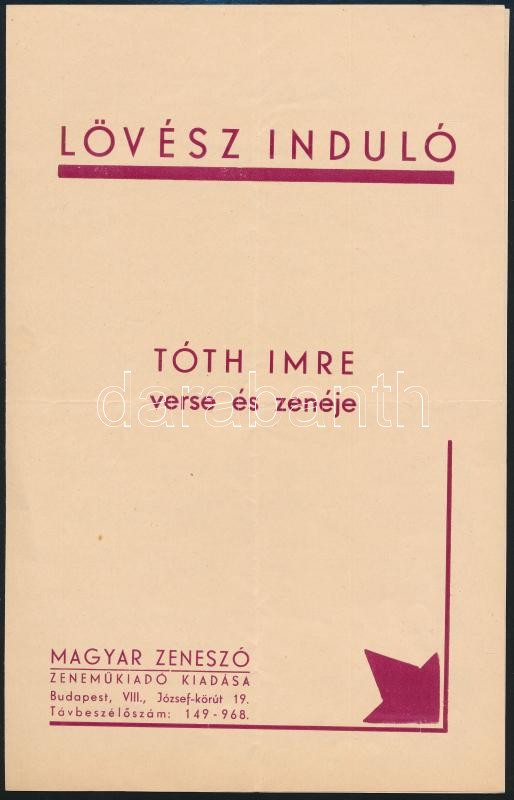 LÖVÉSZ INDULÓ
TÓTH IMRE
darabanth
verse és zenéje
MAGYAR ZENESZÓ
ZENEMŰKIADÓ KIADÁSA
Budapest, VIII., József-körút 19.
Távbeszélőszám: 149-968.